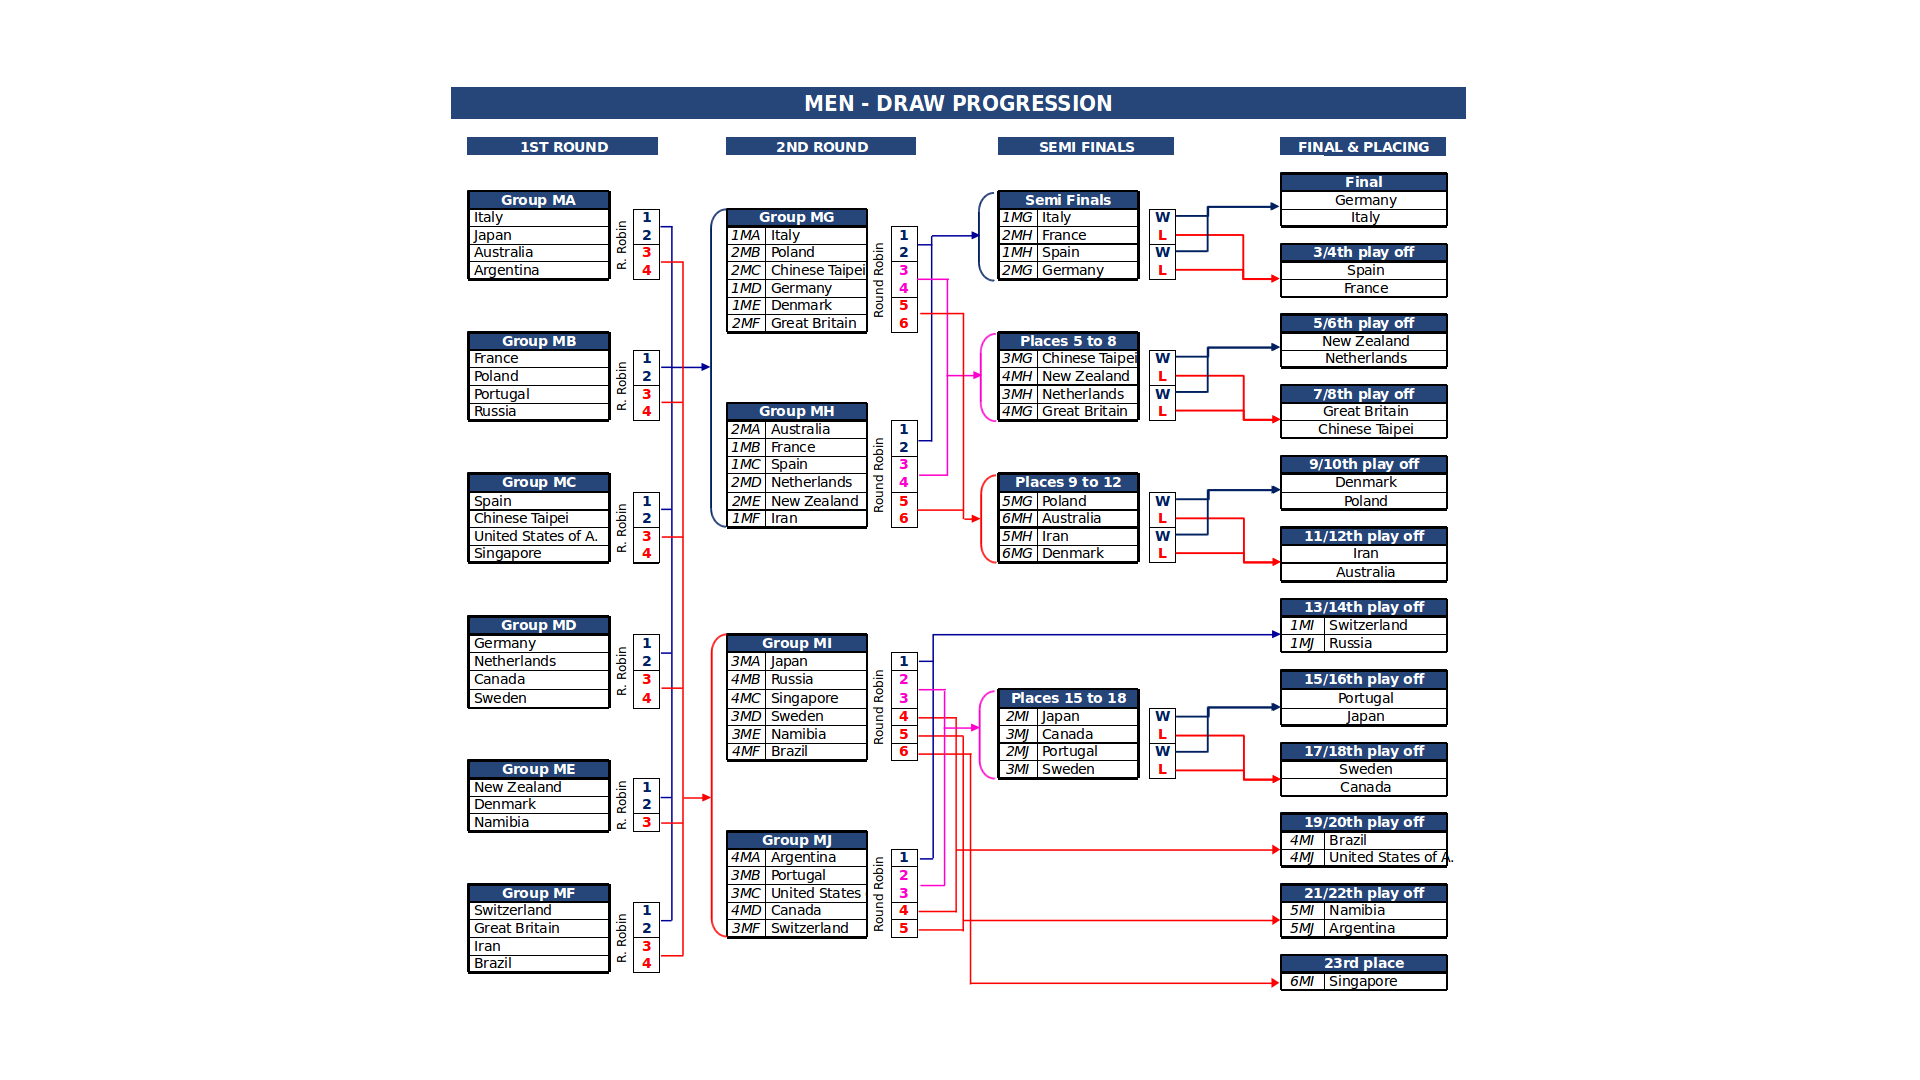 MEN - DRAW PROGRESSION
1ST ROUND
2ND ROUND
SEMI FINALS
FINAL & PLACING
Group MA
Italy
Japan
Australia
Argentina
R. Robin
1
2
3
4
Group MB
France
Poland
Portugal
Russia
R. Robin
1
2
3
4
Group MC
Spain
Chinese Taipei
United States of A.
Singapore
R. Robin
1
2
3
4
Group MD
Germany
Netherlands
Canada
Sweden
R. Robin
1
2
3
4
Group ME
New Zealand
Denmark
Namibia
R. Robin
1
2
3
Group MF
Switzerland
Great Britain
Iran
Brazil
R. Robin
1
2
3
4
Group MG
1MA Italy
2MB Poland
2MC Chinese Taipei
1MD Germany
1ME Denmark
2MF Great Britain
Round Robin
1
2
3
4
5
6
Group MH
2MA Australia
1MB France
1MC Spain
2MD Netherlands
2ME New Zealand
1MF Iran
Round Robin
1
2
3
4
5
6
Group MI
3MA Japan
4MB Russia
4MC Singapore
3MD Sweden
3ME Namibia
4MF Brazil
Round Robin
1
2
3
4
5
6
Group MJ
4MA Argentina
3MB Portugal
3MC United States
4MD Canada
3MF Switzerland
Round Robin
1
2
3
4
5
Semi Finals
1MG Italy
2MH France
1MH Spain
2MG Germany
W
L
W
L
Places 5 to 8
3MG Chinese Taipei
4MH New Zealand
3MH Netherlands
4MG Great Britain
W
L
W
L
Places 9 to 12
5MG Poland
6MH Australia
5MH Iran
6MG Denmark
W
L
W
L
Places 15 to 18
2MI Japan
3MJ Canada
2MJ Portugal
3MI Sweden
W
L
W
L
Final
Germany
Italy
3/4th play off
Spain
France
5/6th play off
New Zealand
Netherlands
7/8th play off
Great Britain
Chinese Taipei
9/10th play off
Denmark
Poland
11/12th play off
Iran
Australia
13/14th play off
1MI Switzerland
1MJ Russia
15/16th play off
Portugal
Japan
17/18th play off
Sweden
Canada
19/20th play off
4MI Brazil
4MJ United States of A.
21/22th play off
5MI Namibia
5MJ Argentina
23rd place
6MI Singapore